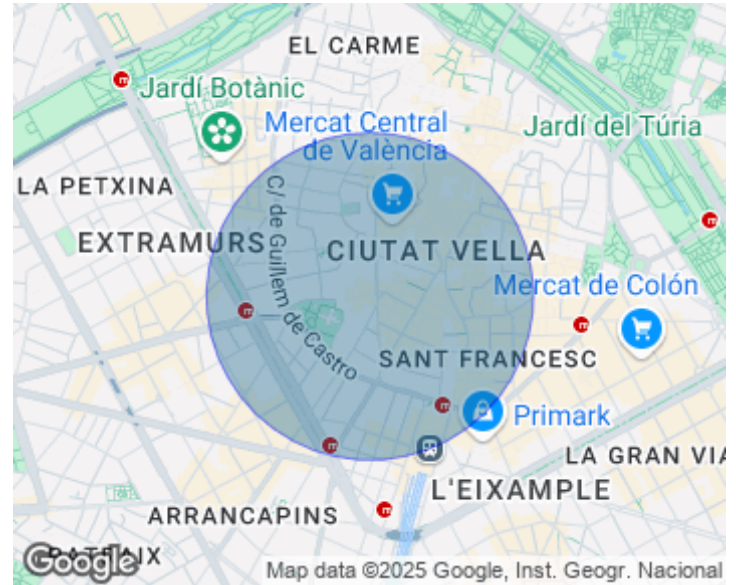 EL CARME
Jardí Botànic
Mercat Central
de València
Jardí del Túria
LA PETXINA
EXTRAMURS
C/ de Guillem de Castro
CIUTAT VELLA
Mercat de Colón
SANT FRANCESC
Primark
LA GRAN VIA
L'EIXAMPLE
ARRANCAPINS
Google
Map data ©2025 Google, Inst. Geogr. Nacional